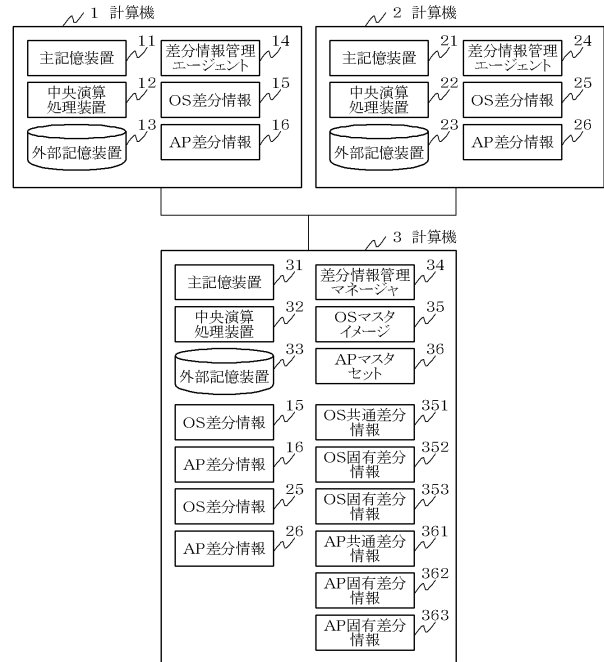 1 計算機
主記憶装置
11
差分情報管理
エージェント
14
中央演算
処理装置
12
OS差分情報
15
外部記憶装置
13
AP差分情報
16
2 計算機
主記憶装置
21
差分情報管理
エージェント
24
中央演算
処理装置
22
OS差分情報
25
外部記憶装置
23
AP差分情報
26
3 計算機
主記憶装置
31
差分情報管理
マネージャ
34
中央演算
処理装置
32
OSマスタ
イメージ
35
外部記憶装置
33
APマスタ
セット
36
OS差分情報
15
OS共通差分
情報
351
AP差分情報
16
OS固有差分
情報
352
OS差分情報
25
OS固有差分
情報
353
AP差分情報
26
AP共通差分
情報
361
AP固有差分
情報
362
AP固有差分
情報
363